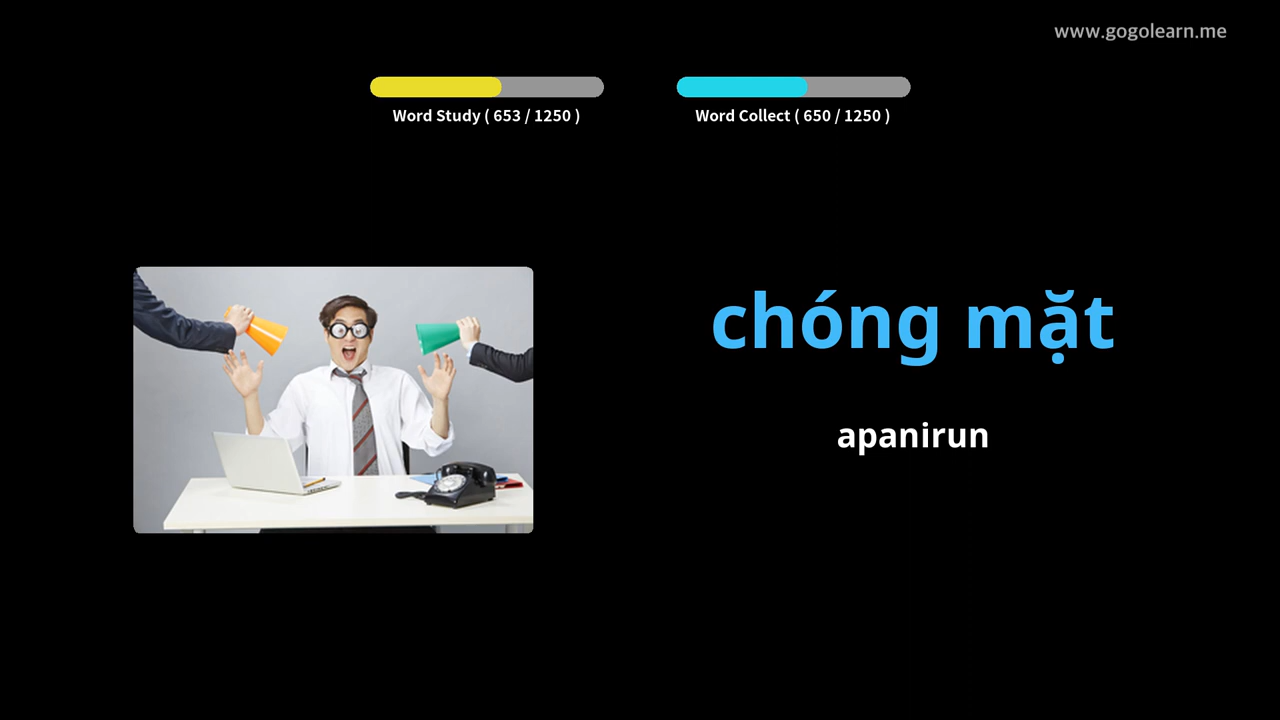 www.gogolearn.me
Word Study ( 653 / 1250 )
Word Collect ( 650 / 1250 )
chóng mặt
apanirun